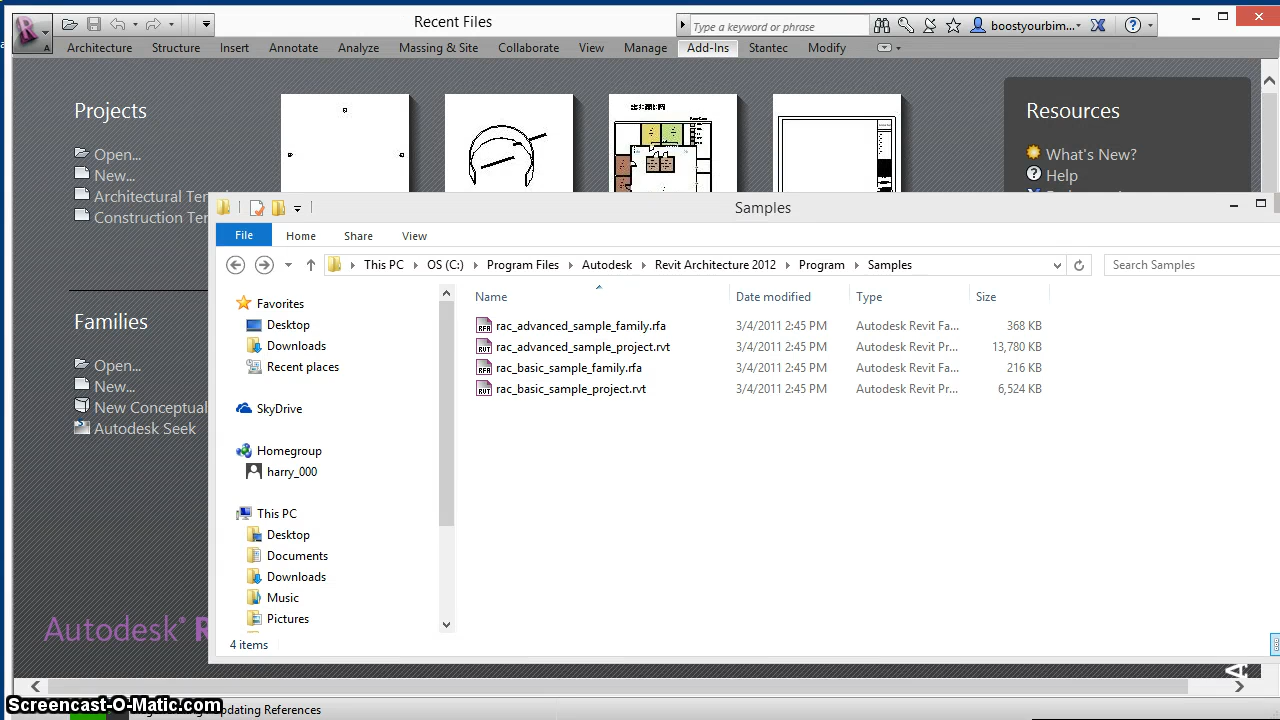 Recent Files
Type a keyword or phrase
boostyourbim...
Architecture Structure Insert Annotate Analyze Massing & Site Collaborate View Manage Add-Ins Stantec Modify
Projects
Open...
New...
Architectural Tem
Construction Tem
Families
Open...
New...
New Conceptual
Autodesk Seek
Autodesk® R
Resources
What's New?
Help
Samples
File Home Share View
This PC OS (C:) Program Files Autodesk Revit Architecture 2012 Program Samples
Search Samples
Favorites
Desktop
Downloads
Recent places
SkyDrive
Homegroup
harry_000
This PC
Desktop
Documents
Downloads
Music
Pictures
Name Date modified Type Size
rac_advanced_sample_family.rfa 3/4/2011 2:45 PM Autodesk Revit Fa... 368 KB
rac_advanced_sample_project.rvt 3/4/2011 2:45 PM Autodesk Revit Pr... 13,780 KB
rac_basic_sample_family.rfa 3/4/2011 2:45 PM Autodesk Revit Fa... 216 KB
rac_basic_sample_project.rvt 3/4/2011 2:45 PM Autodesk Revit Pr... 6,524 KB
4 items
Screencast-O-Matic.com
Updating References